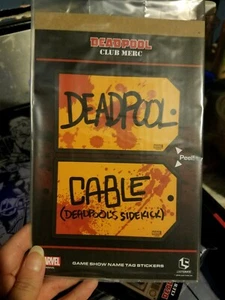 DEADPOOL
CLUB MERC
DEADPOOL
Peel!
CABLE
(DEADPOOL'S SIDEKICK)
MARVEL
GAME SHOW NAME TAG STICKERS